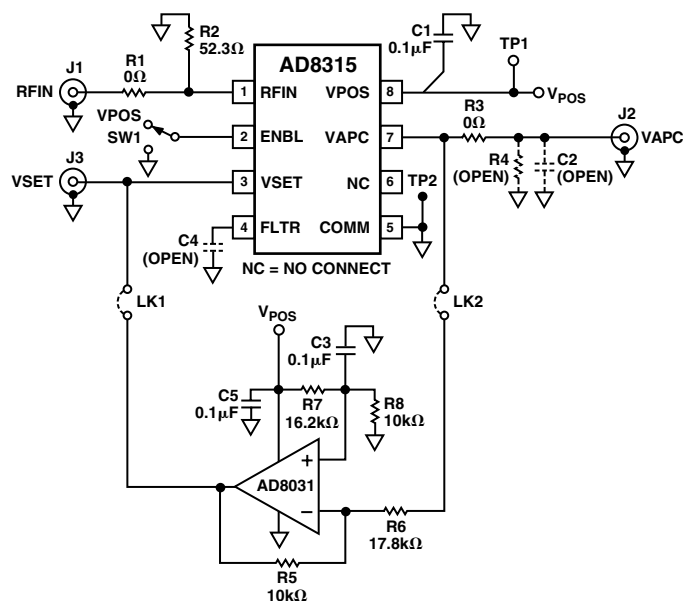 R2
52.3Ω
C1
0.1μF
TP1
J1
R1
0Ω
AD8315
RFIN
1
RFIN
VPOS
8
VPOS
R3
0Ω
J2
VPOS
SW1
2
ENBL
VAPC
7
VAPC
J3
R4
(OPEN)
C2
(OPEN)
VSET
3
VSET
NC
6
TP2
C4
(OPEN)
4
FLTR
COMM
5
NC = NO CONNECT
LK1
LK2
VPOS
C3
0.1μF
C5
0.1μF
R7
16.2kΩ
R8
10kΩ
+
AD8031
−
R6
17.8kΩ
R5
10kΩ